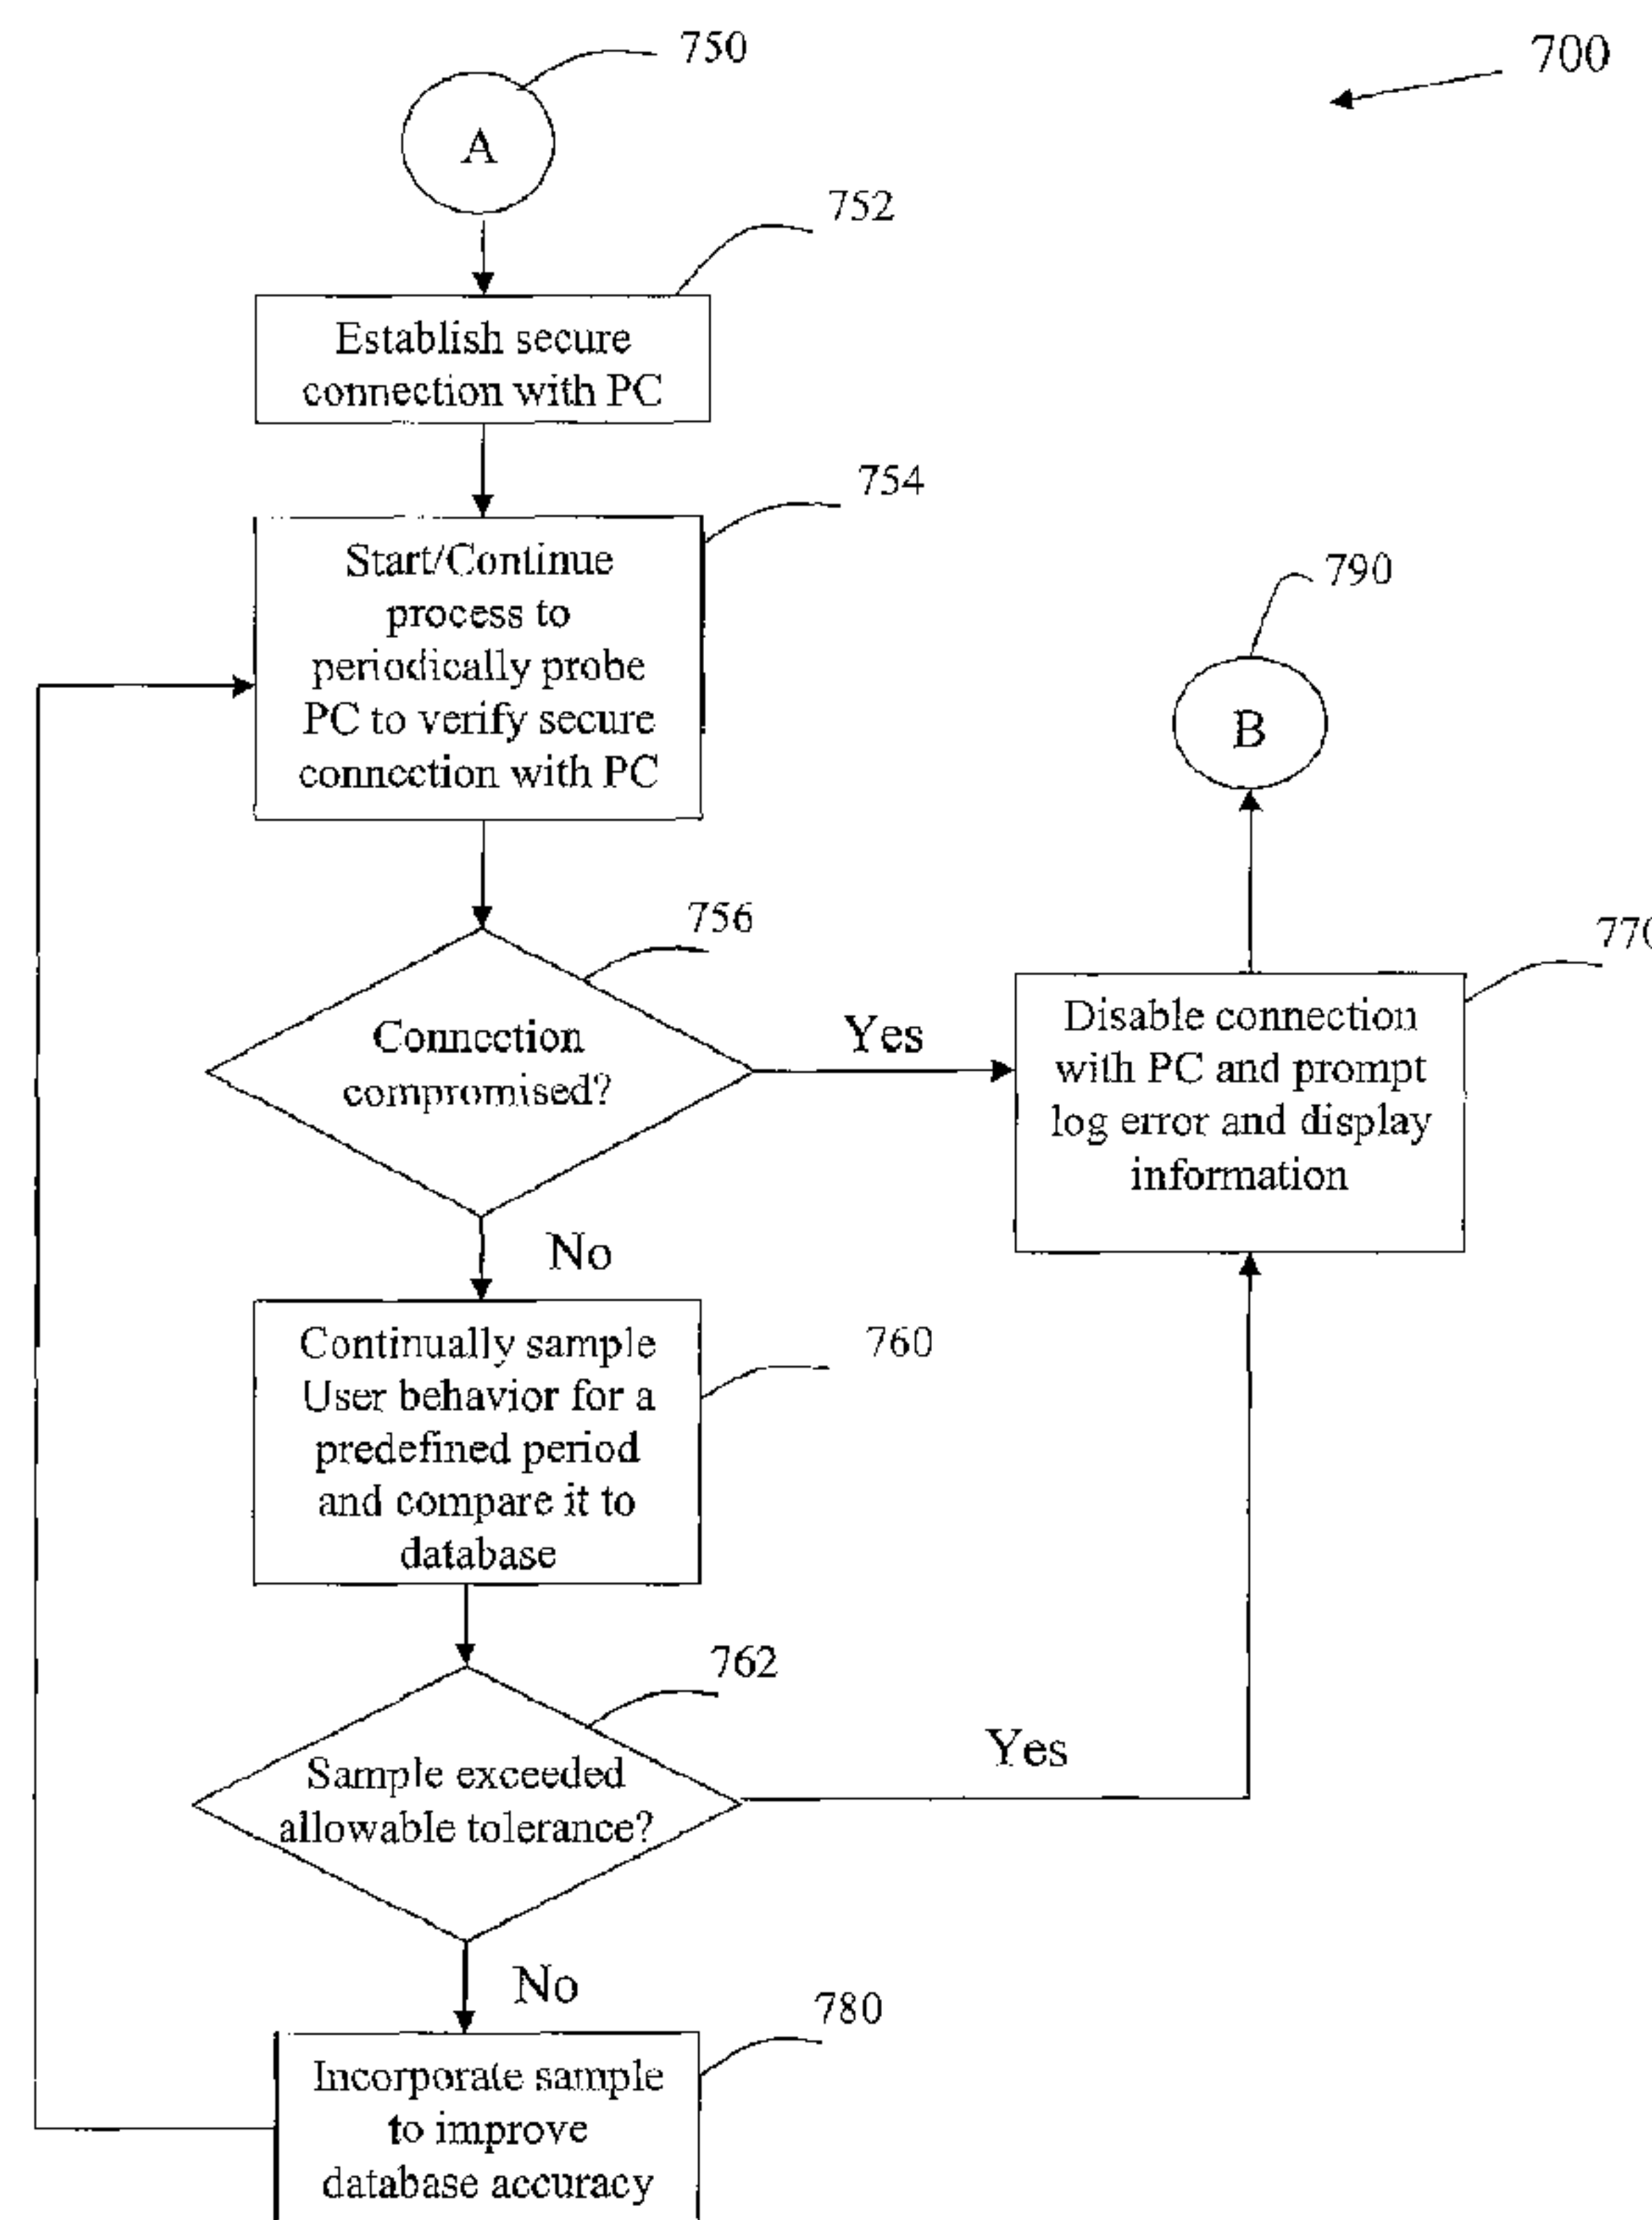 750
700
A
752
Establish secure
connection with PC
754
Start/Continue
process to
periodically probe
PC to verify secure
connection with PC
790
B
756
Connection
compromised?
Yes
770
Disable connection
with PC and prompt
log error and display
information
No
760
Continually sample
User behavior for a
predefined period
and compare it to
database
762
Sample exceeded
allowable tolerance?
Yes
No
780
Incorporate sample
to improve
database accuracy